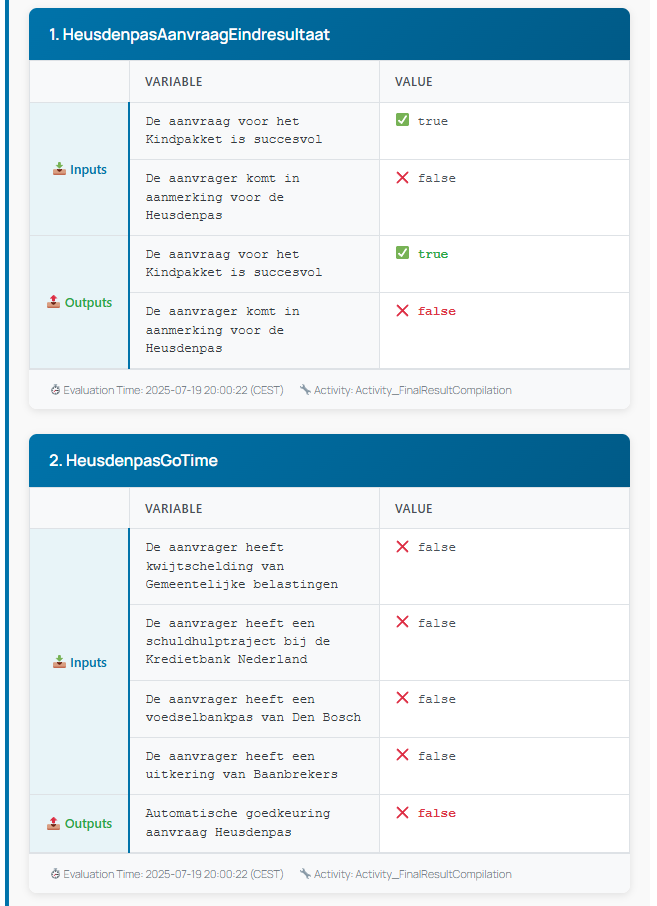 1. HeusdenpasAanvraagEindresultaat
VARIABLE VALUE
Inputs
De aanvraag voor het
Kindpakket is succesvol
true
De aanvrager komt in
aanmerking voor de
Heusdenpas
false
Outputs
De aanvraag voor het
Kindpakket is succesvol
true
De aanvrager komt in
aanmerking voor de
Heusdenpas
false
Evaluation Time: 2025-07-19 20:00:22 (CEST) Activity: Activity_FinalResultCompilation
2. HeusdenpasGoTime
VARIABLE VALUE
Inputs
De aanvrager heeft
kwijtschelding van
Gemeentelijke belastingen
false
De aanvrager heeft een
schuldhulptraject bij de
Kredietbank Nederland
false
De aanvrager heeft een
voedselbankpas van Den Bosch
false
De aanvrager heeft een
uitkering van Baanbrekers
false
Outputs
Automatische goedkeuring
aanvraag Heusdenpas
false
Evaluation Time: 2025-07-19 20:00:22 (CEST) Activity: Activity_FinalResultCompilation